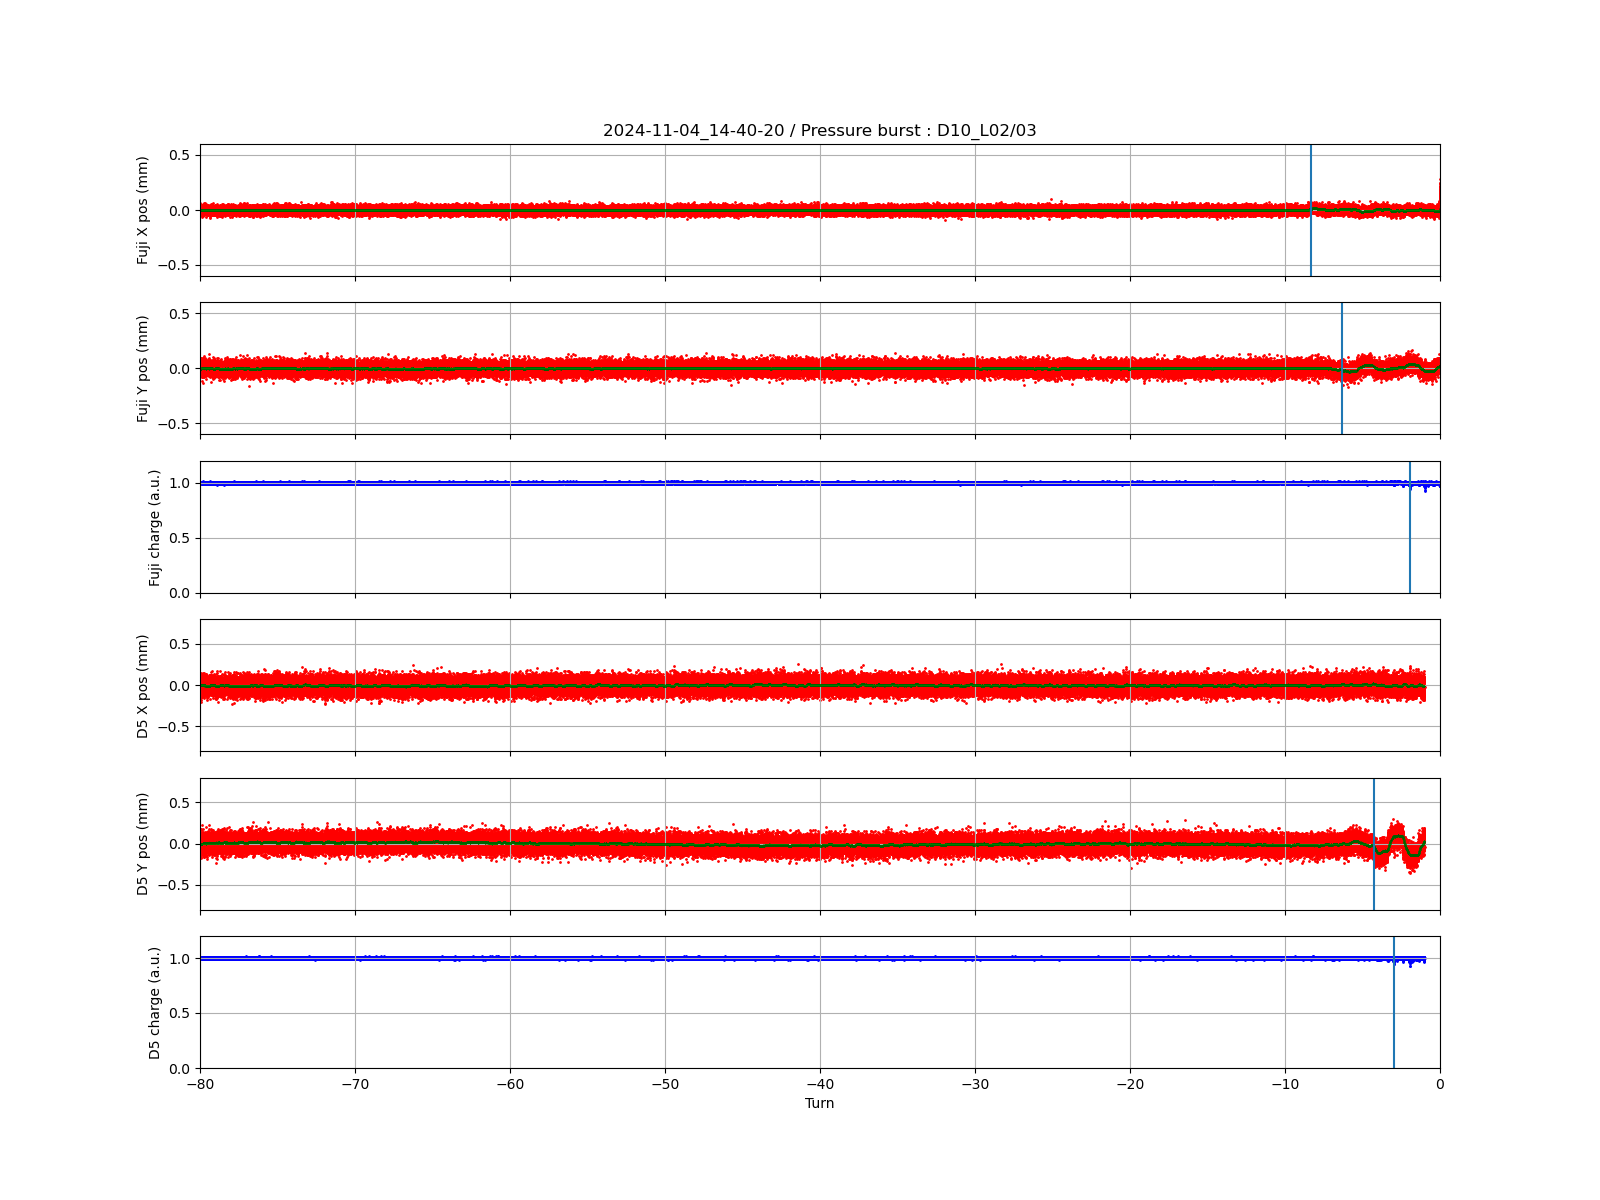 2024-11-04_14-40-20 / Pressure burst : D10_L02/03
Fuji X pos (mm)
0.5
0.0
−0.5
Fuji Y pos (mm)
0.5
0.0
−0.5
Fuji charge (a.u.)
1.0
0.5
0.0
D5 X pos (mm)
0.5
0.0
−0.5
D5 Y pos (mm)
0.5
0.0
−0.5
D5 charge (a.u.)
1.0
0.5
0.0
−80 −70 −60 −50 −40 −30 −20 −10 0
Turn